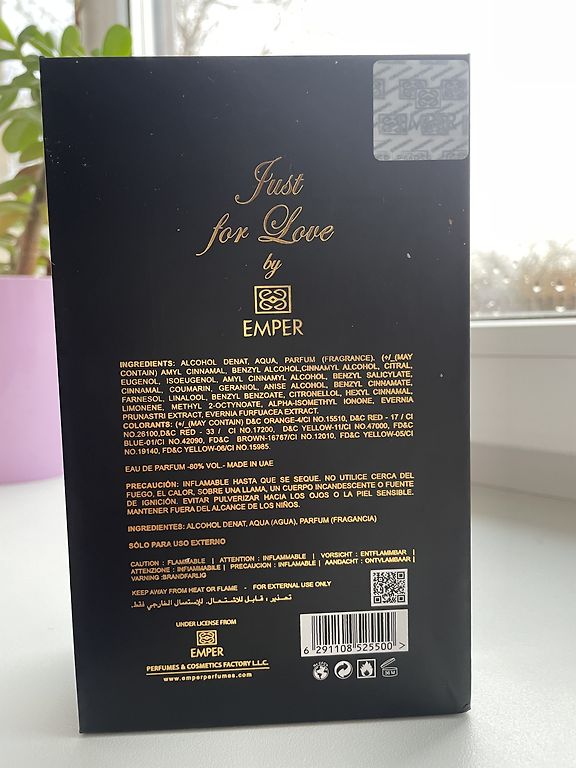 Just
for Love
by
EMPER
INGREDIENTS: ALCOHOL DENAT, AQUA, PARFUM (FRAGRANCE). (+/_(MAY
CONTAIN) AMYL CINNAMAL, BENZYL ALCOHOL,CINNAMYL ALCOHOL, CITRAL,
EUGENOL, ISOEUGENOL, AMYL CINNAMYL ALCOHOL, BENZYL SALICYLATE,
CINNAMAL, COUMARIN, GERANIOL, ANISE ALCOHOL, BENZYL CINNAMATE,
FARNESOL, LINALOOL, BENZYL BENZOATE, CITRONELLOL, HEXYL CINNAMAL,
LIMONENE, METHYL 2-OCTYNOATE, ALPHA-ISOMETHYL IONONE, EVERNIA
PRUNASTRI EXTRACT, EVERNIA FURFUACEA EXTRACT.
COLORANTS: (+/_(MAY CONTAIN) D&C ORANGE-4/CI NO.15510, D&C RED - 17 / CI
NO.26100,D&C RED - 33 / CI NO.17200, D&C YELLOW-11/CI NO.47000, FD&C
BLUE-01/CI NO.42090, FD&C BROWN-16767/CI NO.12010, FD&C YELLOW-05/CI
NO.19140, FD&C YELLOW-06/CI NO.15985.
EAU DE PARFUM -80% VOL.- MADE IN UAE
PRECAUCIÓN: INFLAMABLE HASTA QUE SE SEQUE. NO UTILICE CERCA DEL
FUEGO, EL CALOR, SOBRE UNA LLAMA, UN CUERPO INCANDESCENTE O FUENTE
DE IGNICIÓN. EVITAR PULVERIZAR HACIA LOS OJOS O LA PIEL SENSIBLE.
MANTENER FUERA DEL ALCANCE DE LOS NIÑOS.
INGREDIENTES: ALCOHOL DENAT, AQUA (AGUA), PARFUM (FRAGANCIA)
SÓLO PARA USO EXTERNO
CAUTION : FLAMMABLE | ATTENTION : INFLAMMABLE | VORSICHT : ENTFLAMMBAR |
ATTENZIONE : INFIAMMABILE | PRECAUCION : INFLAMABLE | AANDACHT : ONTVLAMBAAR |
VARNING :BRANDFARLIG
KEEP AWAY FROM HEAT OR FLAME - FOR EXTERNAL USE ONLY
تحذير : قابل للاشتعال. للإستعمال الخارجي فقط.
UNDER LICENSE FROM
EMPER
PERFUMES & COSMETICS FACTORY L.L.C.
www.emperperfumes.com
6 291108 525500 >
36 M